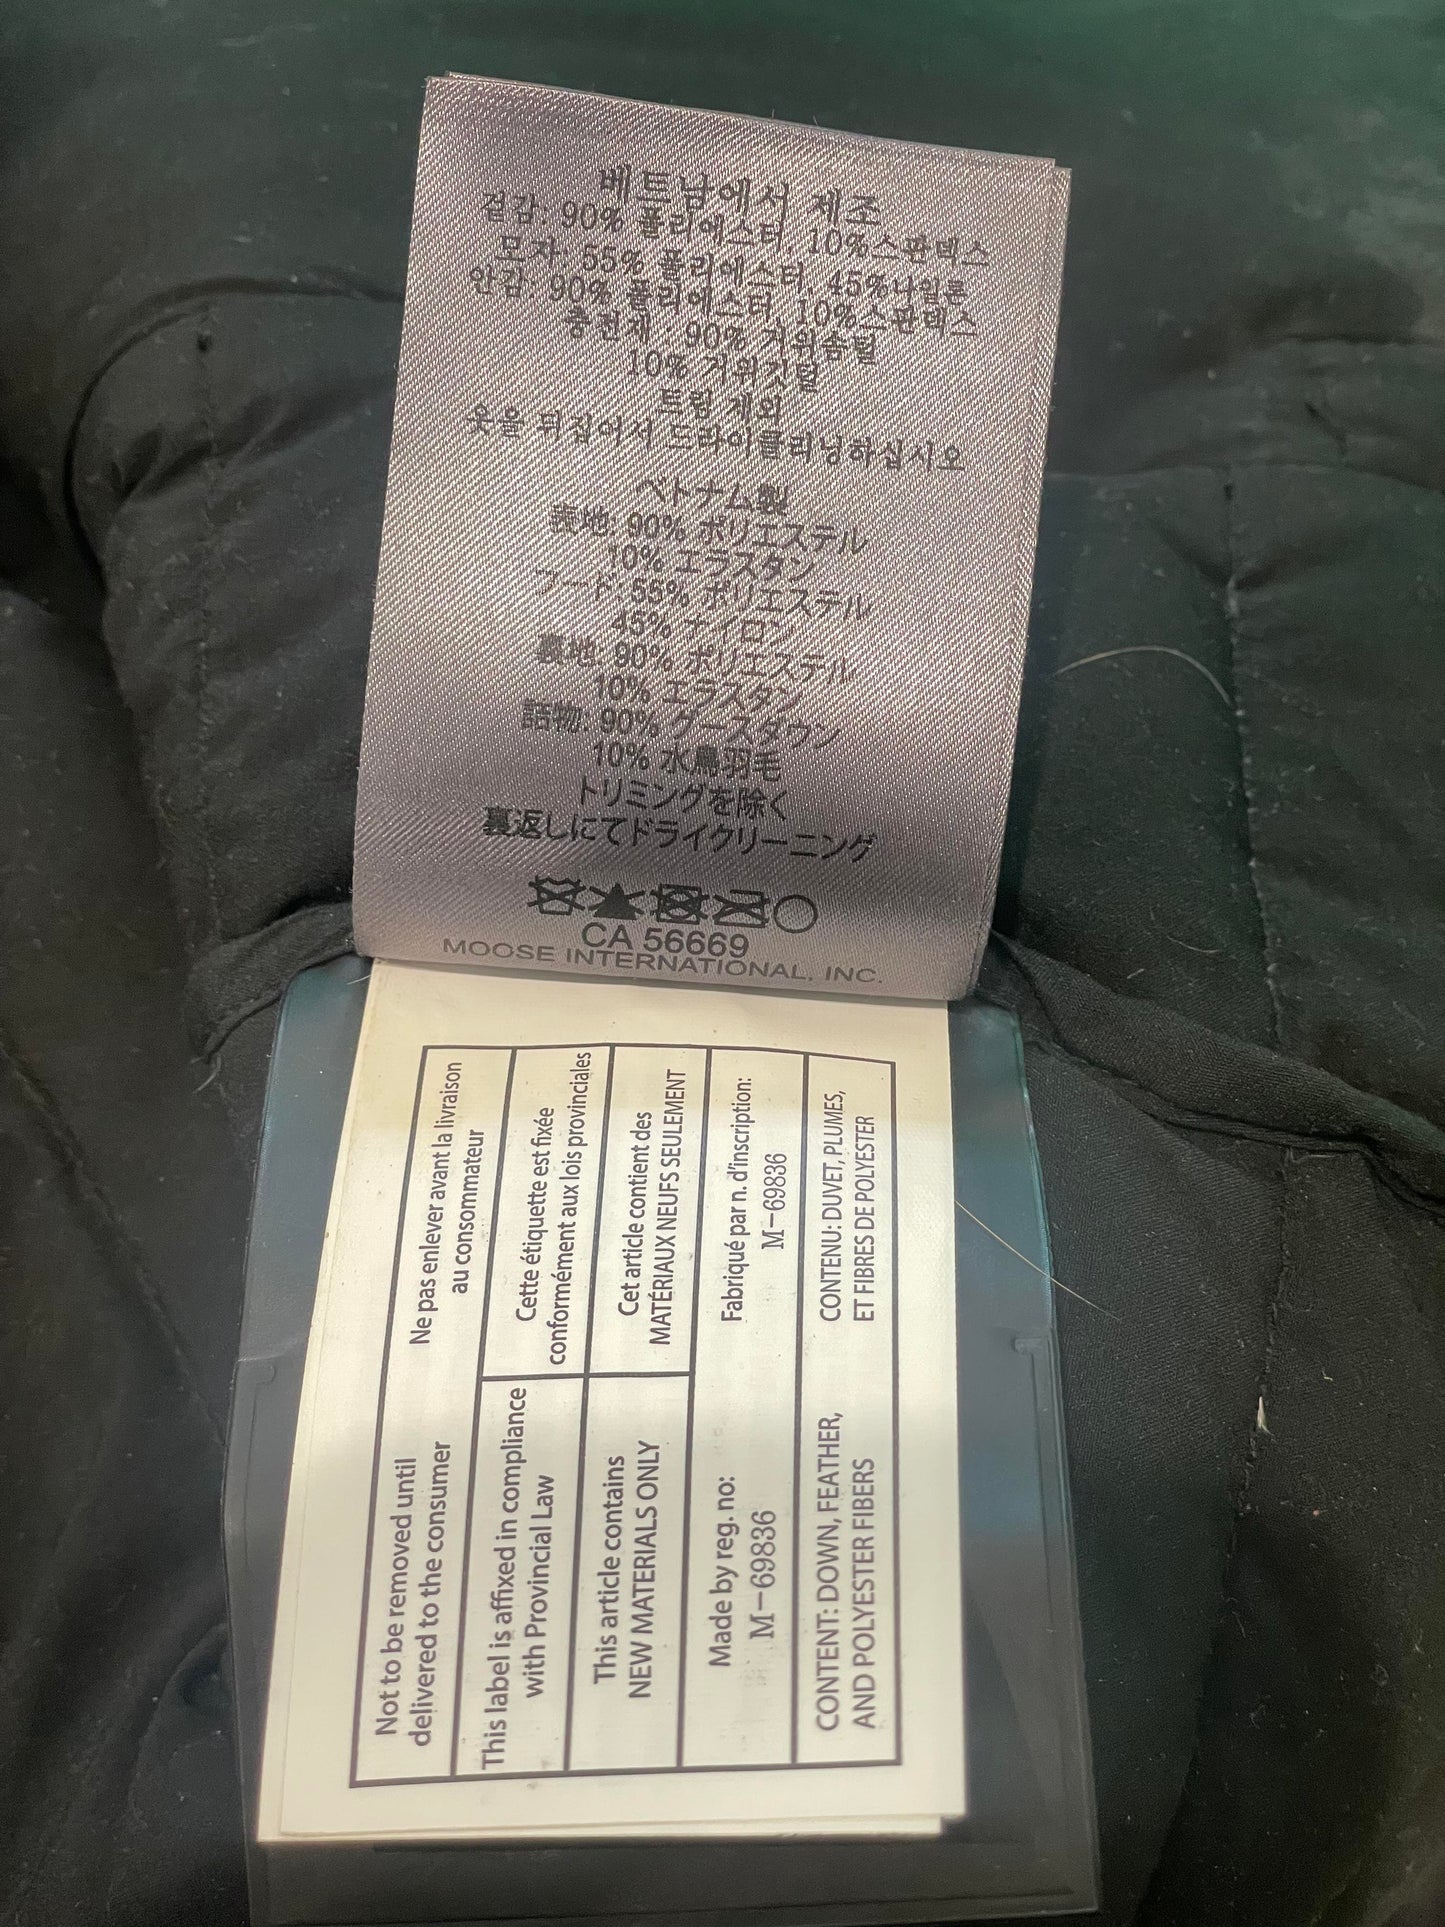 베트남에서 제조
겉감: 90% 폴리에스터, 10%스판덱스
모자: 55% 폴리에스터, 45%나일론
안감: 90% 폴리에스터, 10%스판덱스
충전재 : 90% 거위솜털
10% 거위깃털
트림 제외
옷을 뒤집어서 드라이클리닝하십시오
ベトナム製
表地: 90% ポリエステル
10% エラスタン
フード: 55% ポリエステル
45% ナイロン
裏地: 90% ポリエステル
10% エラスタン
詰物: 90% グースダウン
10% 水鳥羽毛
トリミングを除く
裏返しにてドライクリーニング
CA 56669
MOOSE INTERNATIONAL, INC.
Not to be removed until
delivered to the consumer
Ne pas enlever avant la livraison
au consommateur
This label is affixed in compliance
with Provincial Law
Cette étiquette est fixée
conformément aux lois provinciales
This article contains
NEW MATERIALS ONLY
Cet article contient des
MATÉRIAUX NEUFS SEULEMENT
Made by reg. no:
M-69836
Fabriqué par n. d'inscription:
M-69836
CONTENT: DOWN, FEATHER,
AND POLYESTER FIBERS
CONTENU: DUVET, PLUMES,
ET FIBRES DE POLYESTER